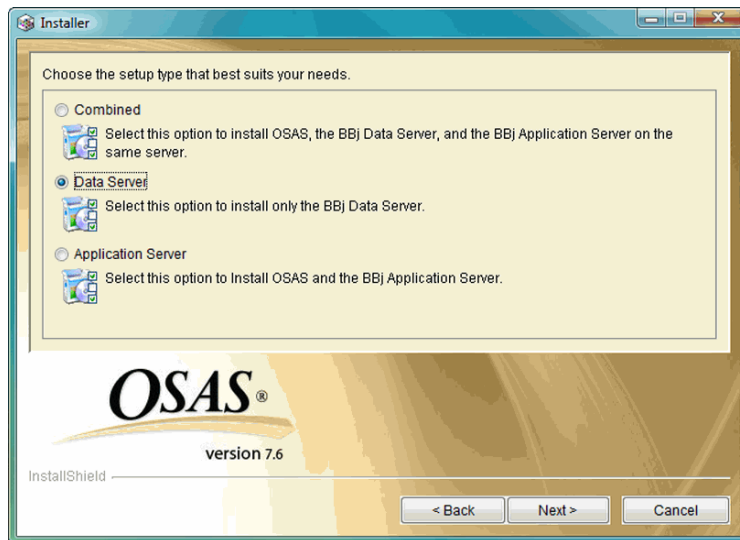 Installer
Choose the setup type that best suits your needs.
Combined
Select this option to install OSAS, the BBj Data Server, and the BBj Application Server on the
same server.
Data Server
Select this option to install only the BBj Data Server.
Application Server
Select this option to Install OSAS and the BBj Application Server.
OSAS®
version 7.6
InstallShield
< Back
Next >
Cancel